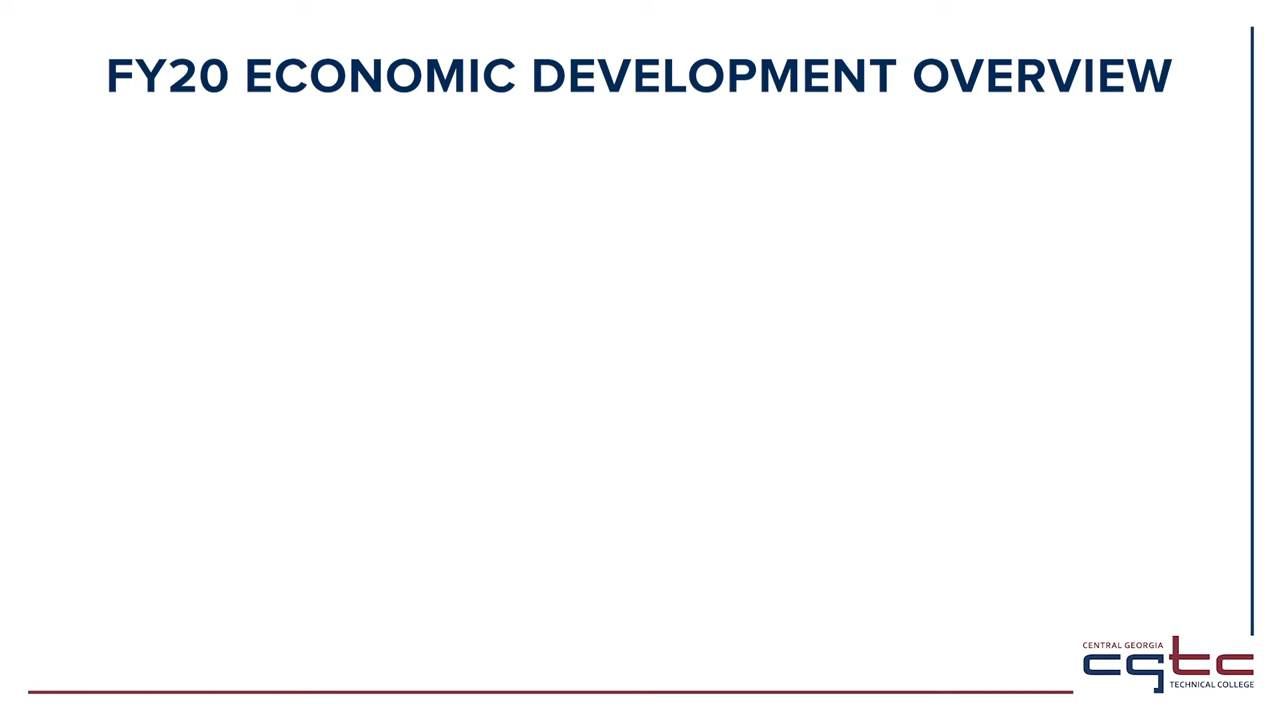 FY20 ECONOMIC DEVELOPMENT OVERVIEW
CENTRAL GEORGIA
cgtc
TECHNICAL COLLEGE